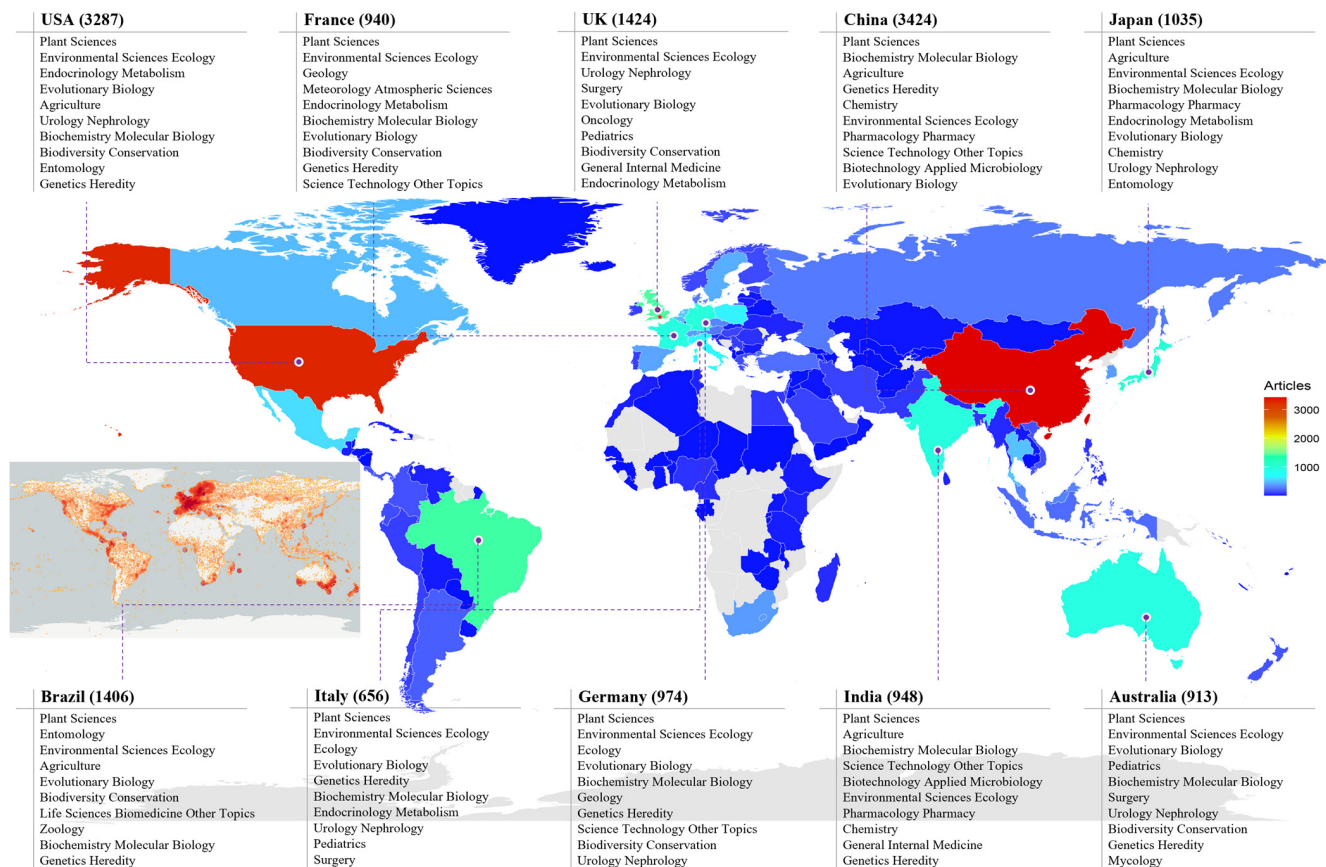 USA (3287)
Plant Sciences
Environmental Sciences Ecology
Endocrinology Metabolism
Evolutionary Biology
Agriculture
Urology Nephrology
Biochemistry Molecular Biology
Biodiversity Conservation
Entomology
Genetics Heredity
France (940)
Plant Sciences
Environmental Sciences Ecology
Geology
Meteorology Atmospheric Sciences
Endocrinology Metabolism
Biochemistry Molecular Biology
Evolutionary Biology
Biodiversity Conservation
Genetics Heredity
Science Technology Other Topics
UK (1424)
Plant Sciences
Environmental Sciences Ecology
Urology Nephrology
Surgery
Evolutionary Biology
Oncology
Pediatrics
Biodiversity Conservation
General Internal Medicine
Endocrinology Metabolism
China (3424)
Plant Sciences
Biochemistry Molecular Biology
Agriculture
Genetics Heredity
Chemistry
Environmental Sciences Ecology
Pharmacology Pharmacy
Science Technology Other Topics
Biotechnology Applied Microbiology
Evolutionary Biology
Japan (1035)
Plant Sciences
Agriculture
Environmental Sciences Ecology
Biochemistry Molecular Biology
Pharmacology Pharmacy
Endocrinology Metabolism
Evolutionary Biology
Chemistry
Urology Nephrology
Entomology
Articles
3000
2000
1000
Brazil (1406)
Plant Sciences
Entomology
Environmental Sciences Ecology
Agriculture
Evolutionary Biology
Biodiversity Conservation
Life Sciences Biomedicine Other Topics
Zoology
Biochemistry Molecular Biology
Genetics Heredity
Italy (656)
Plant Sciences
Environmental Sciences Ecology
Ecology
Evolutionary Biology
Genetics Heredity
Biochemistry Molecular Biology
Endocrinology Metabolism
Urology Nephrology
Pediatrics
Surgery
Germany (974)
Plant Sciences
Environmental Sciences Ecology
Ecology
Evolutionary Biology
Biochemistry Molecular Biology
Geology
Genetics Heredity
Science Technology Other Topics
Biodiversity Conservation
Urology Nephrology
India (948)
Plant Sciences
Agriculture
Biochemistry Molecular Biology
Science Technology Other Topics
Biotechnology Applied Microbiology
Environmental Sciences Ecology
Pharmacology Pharmacy
Chemistry
General Internal Medicine
Genetics Heredity
Australia (913)
Plant Sciences
Environmental Sciences Ecology
Evolutionary Biology
Pediatrics
Biochemistry Molecular Biology
Surgery
Urology Nephrology
Biodiversity Conservation
Genetics Heredity
Mycology